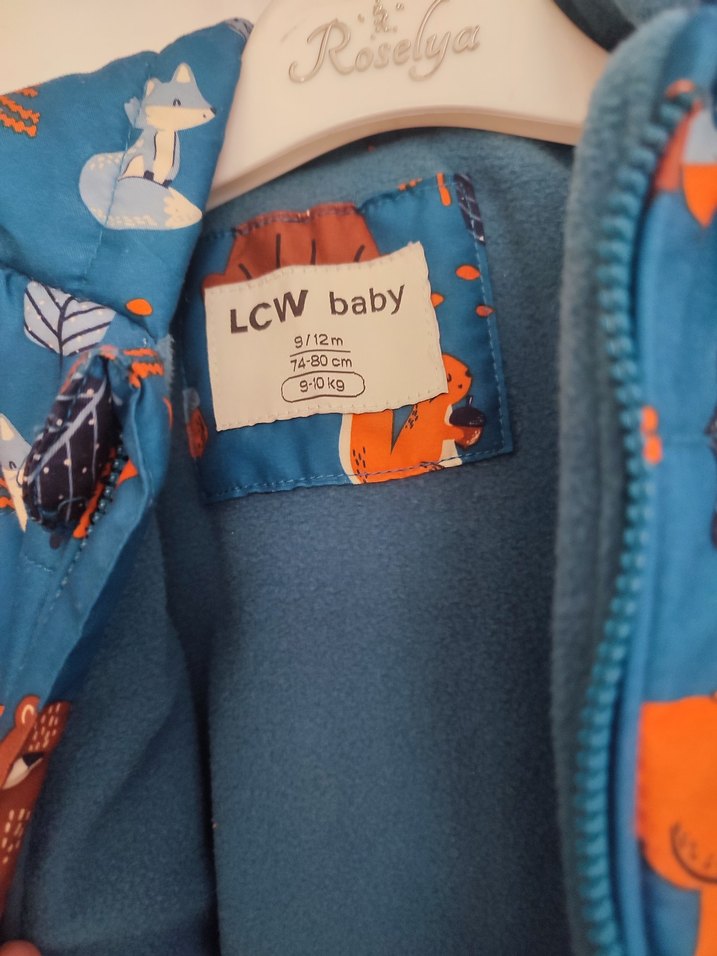 Roselya
LCW baby
9/12m
74-80 cm
9-10 kg